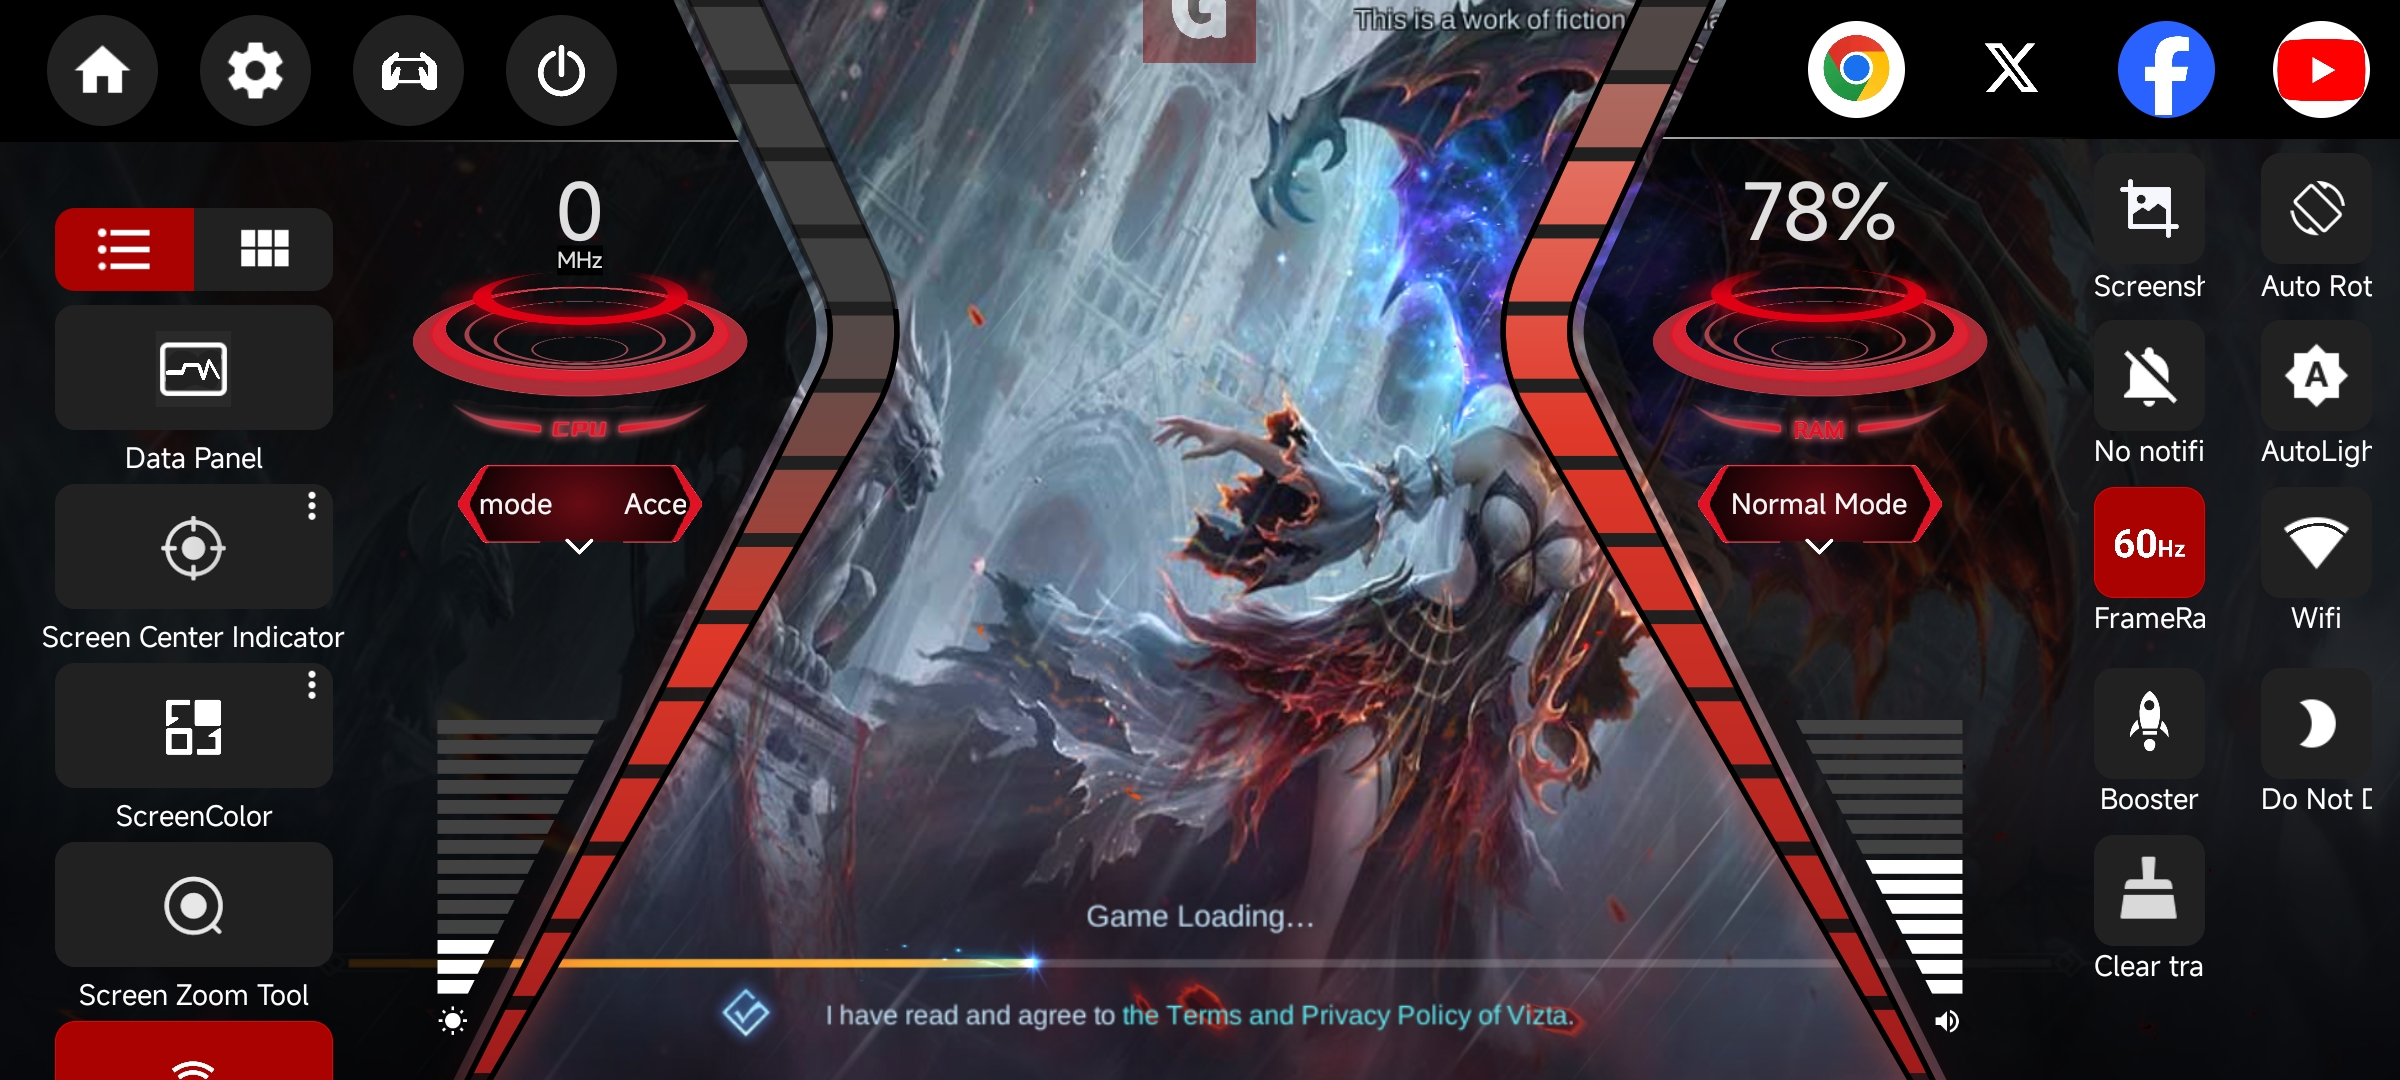 G
This is a work of fiction
0
MHz
78%
Screensh
Auto Rot
Data Panel
CPU
RAM
No notifi
A
AutoLigh
mode Acce
Normal Mode
60Hz
Screen Center Indicator
FrameRa
Wifi
ScreenColor
Booster
Do Not D
Game Loading...
Screen Zoom Tool
Clear tra
I have read and agree to the Terms and Privacy Policy of Vizta.